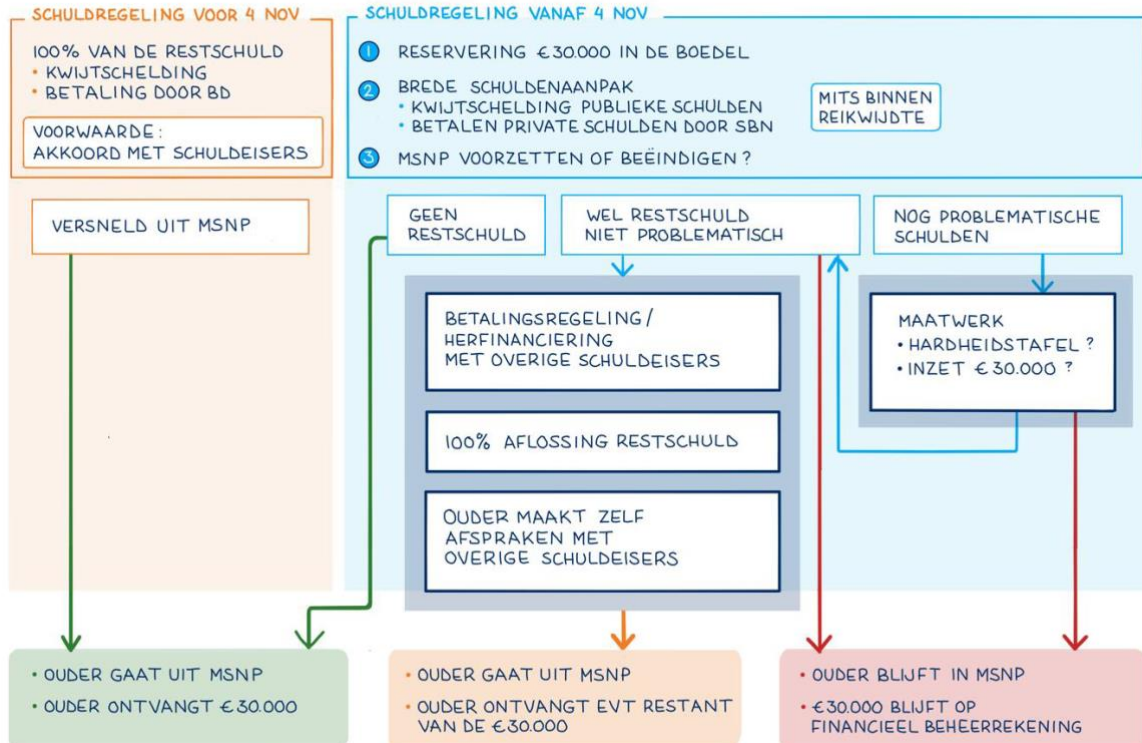 SCHULDREGELING VOOR 4 NOV
100% VAN DE RESTSCHULD
• KWIJTSCHELDING
• BETALING DOOR BD
VOORWAARDE:
AKKOORD MET SCHULDEISERS
SCHULDREGELING VANAF 4 NOV
1 RESERVERING €30.000 IN DE BOEDEL
2 BREDE SCHULDENAANPAK
• KWIJTSCHELDING PUBLIEKE SCHULDEN
• BETALEN PRIVATE SCHULDEN DOOR SBN
MITS BINNEN
REIKWIJDTE
3 MSNP VOORZETTEN OF BEËINDIGEN?
VERSNELD UIT MSNP
GEEN
RESTSCHULD
WEL RESTSCHULD
NIET PROBLEMATISCH
NOG PROBLEMATISCHE
SCHULDEN
BETALINGSREGELING/
HERFINANCIERING
MET OVERIGE SCHULDEISERS
100% AFLOSSING RESTSCHULD
OUDER MAAKT ZELF
AFSPRAKEN MET
OVERIGE SCHULDEISERS
MAATWERK
• HARDHEIDSTAFEL?
• INZET €30.000?
• OUDER GAAT UIT MSNP
• OUDER ONTVANGT €30.000
• OUDER GAAT UIT MSNP
• OUDER ONTVANGT EVT RESTANT
VAN DE €30.000
• OUDER BLIJFT IN MSNP
• €30.000 BLIJFT OP
FINANCIEEL BEHEERREKENING